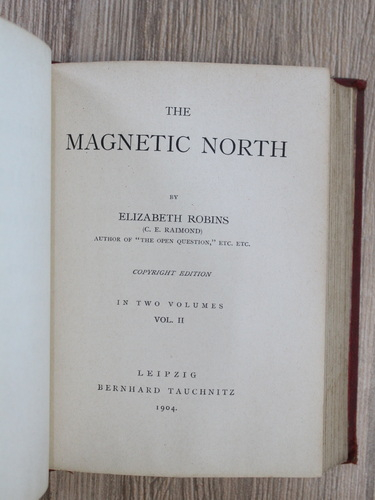 THE
MAGNETIC NORTH
BY
ELIZABETH ROBINS
(C. E. RAIMOND)
AUTHOR OF "THE OPEN QUESTION," ETC. ETC.
COPYRIGHT EDITION
IN TWO VOLUMES
VOL. II
LEIPZIG
BERNHARD TAUCHNITZ
1904.